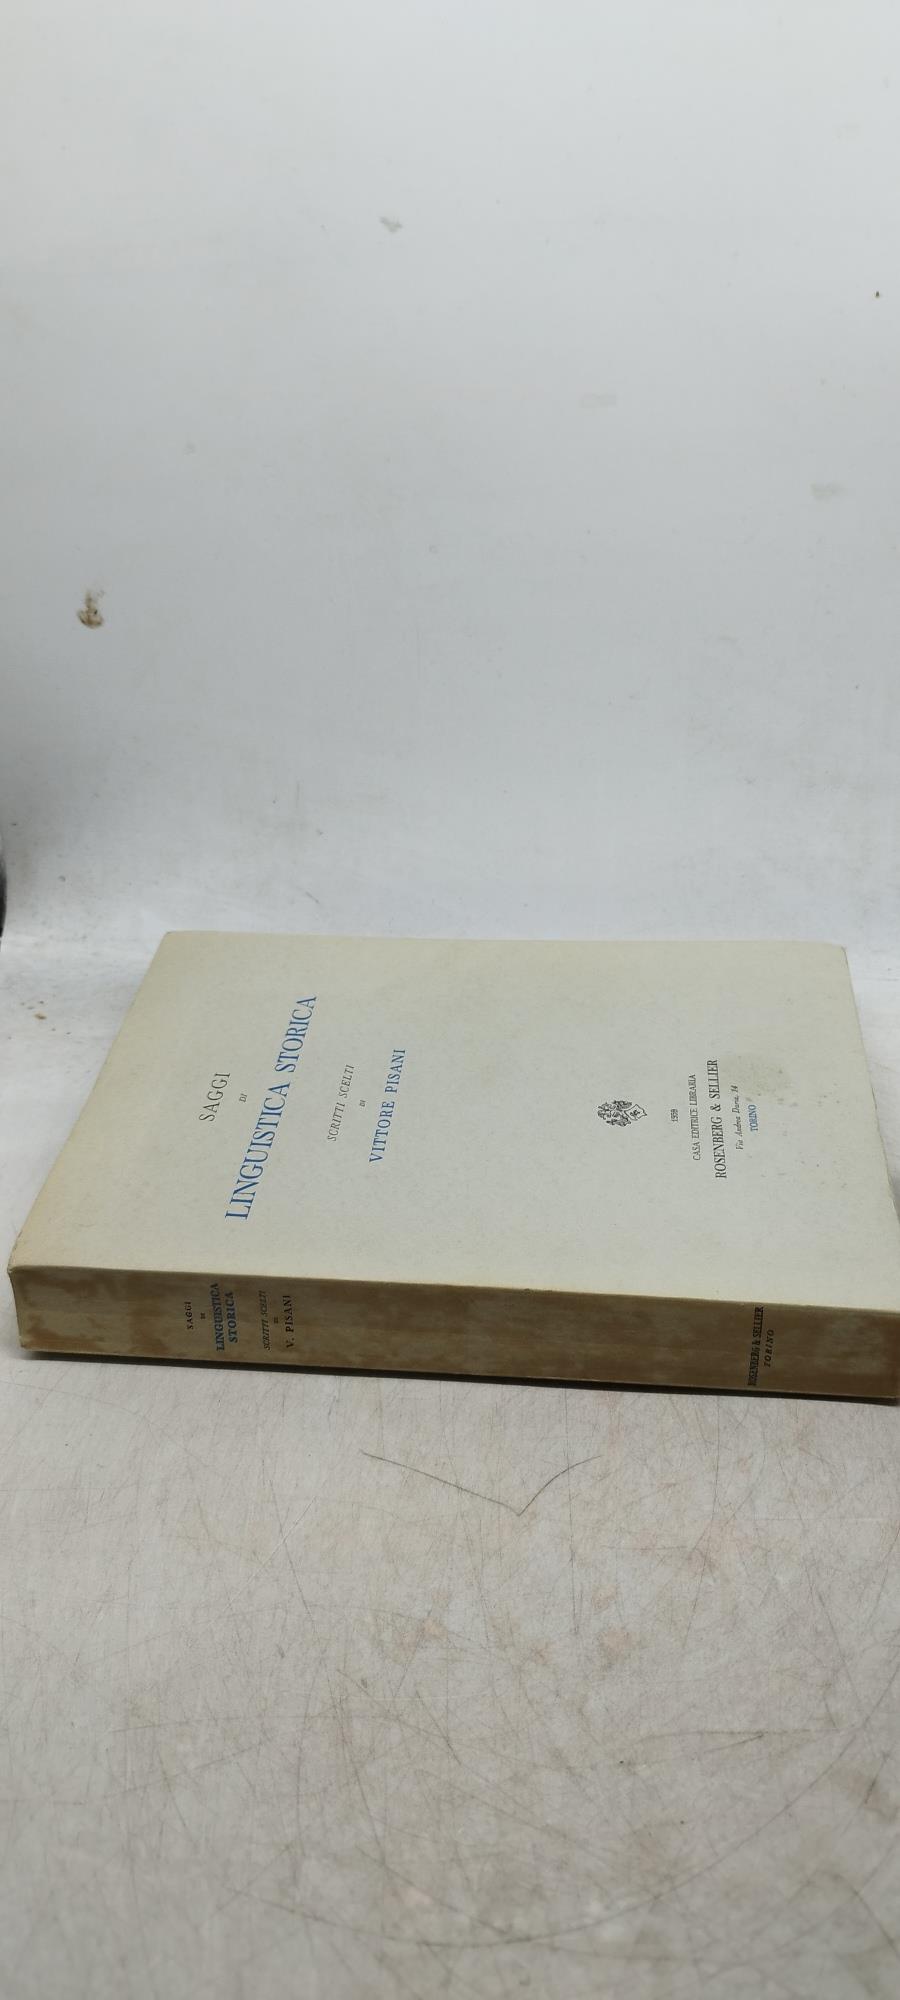 SAGGI
DI
LINGUISTICA STORICA
SCRITTI SCELTI
DI
VITTORE PISANI
1959
CASA EDITRICE LIBRARIA
ROSENBERG & SELLIER
Via Andrea Doria, 14
TORINO
SAGGI
DI
LINGUISTICA
STORICA
SCRITTI SCELTI
DI
V. PISANI
ROSENBERG & SELLIER
TORINO